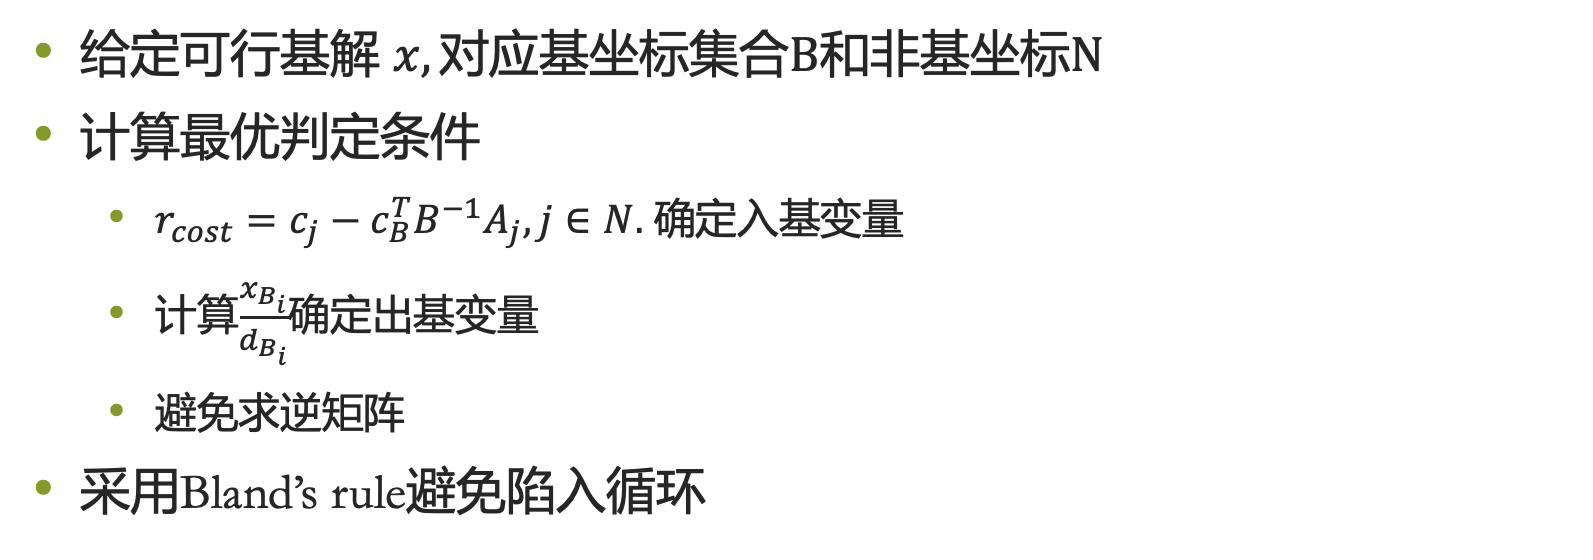 • 给定可行基解 x,对应基坐标集合B和非基坐标N
• 计算最优判定条件
• r_{cost} = c_j − c_B^T B^{−1} A_j, j ∈ N. 确定入基变量
• 计算\frac{x_{B_i}}{d_{B_i}}确定出基变量
• 避免求逆矩阵
• 采用Bland’s rule避免陷入循环